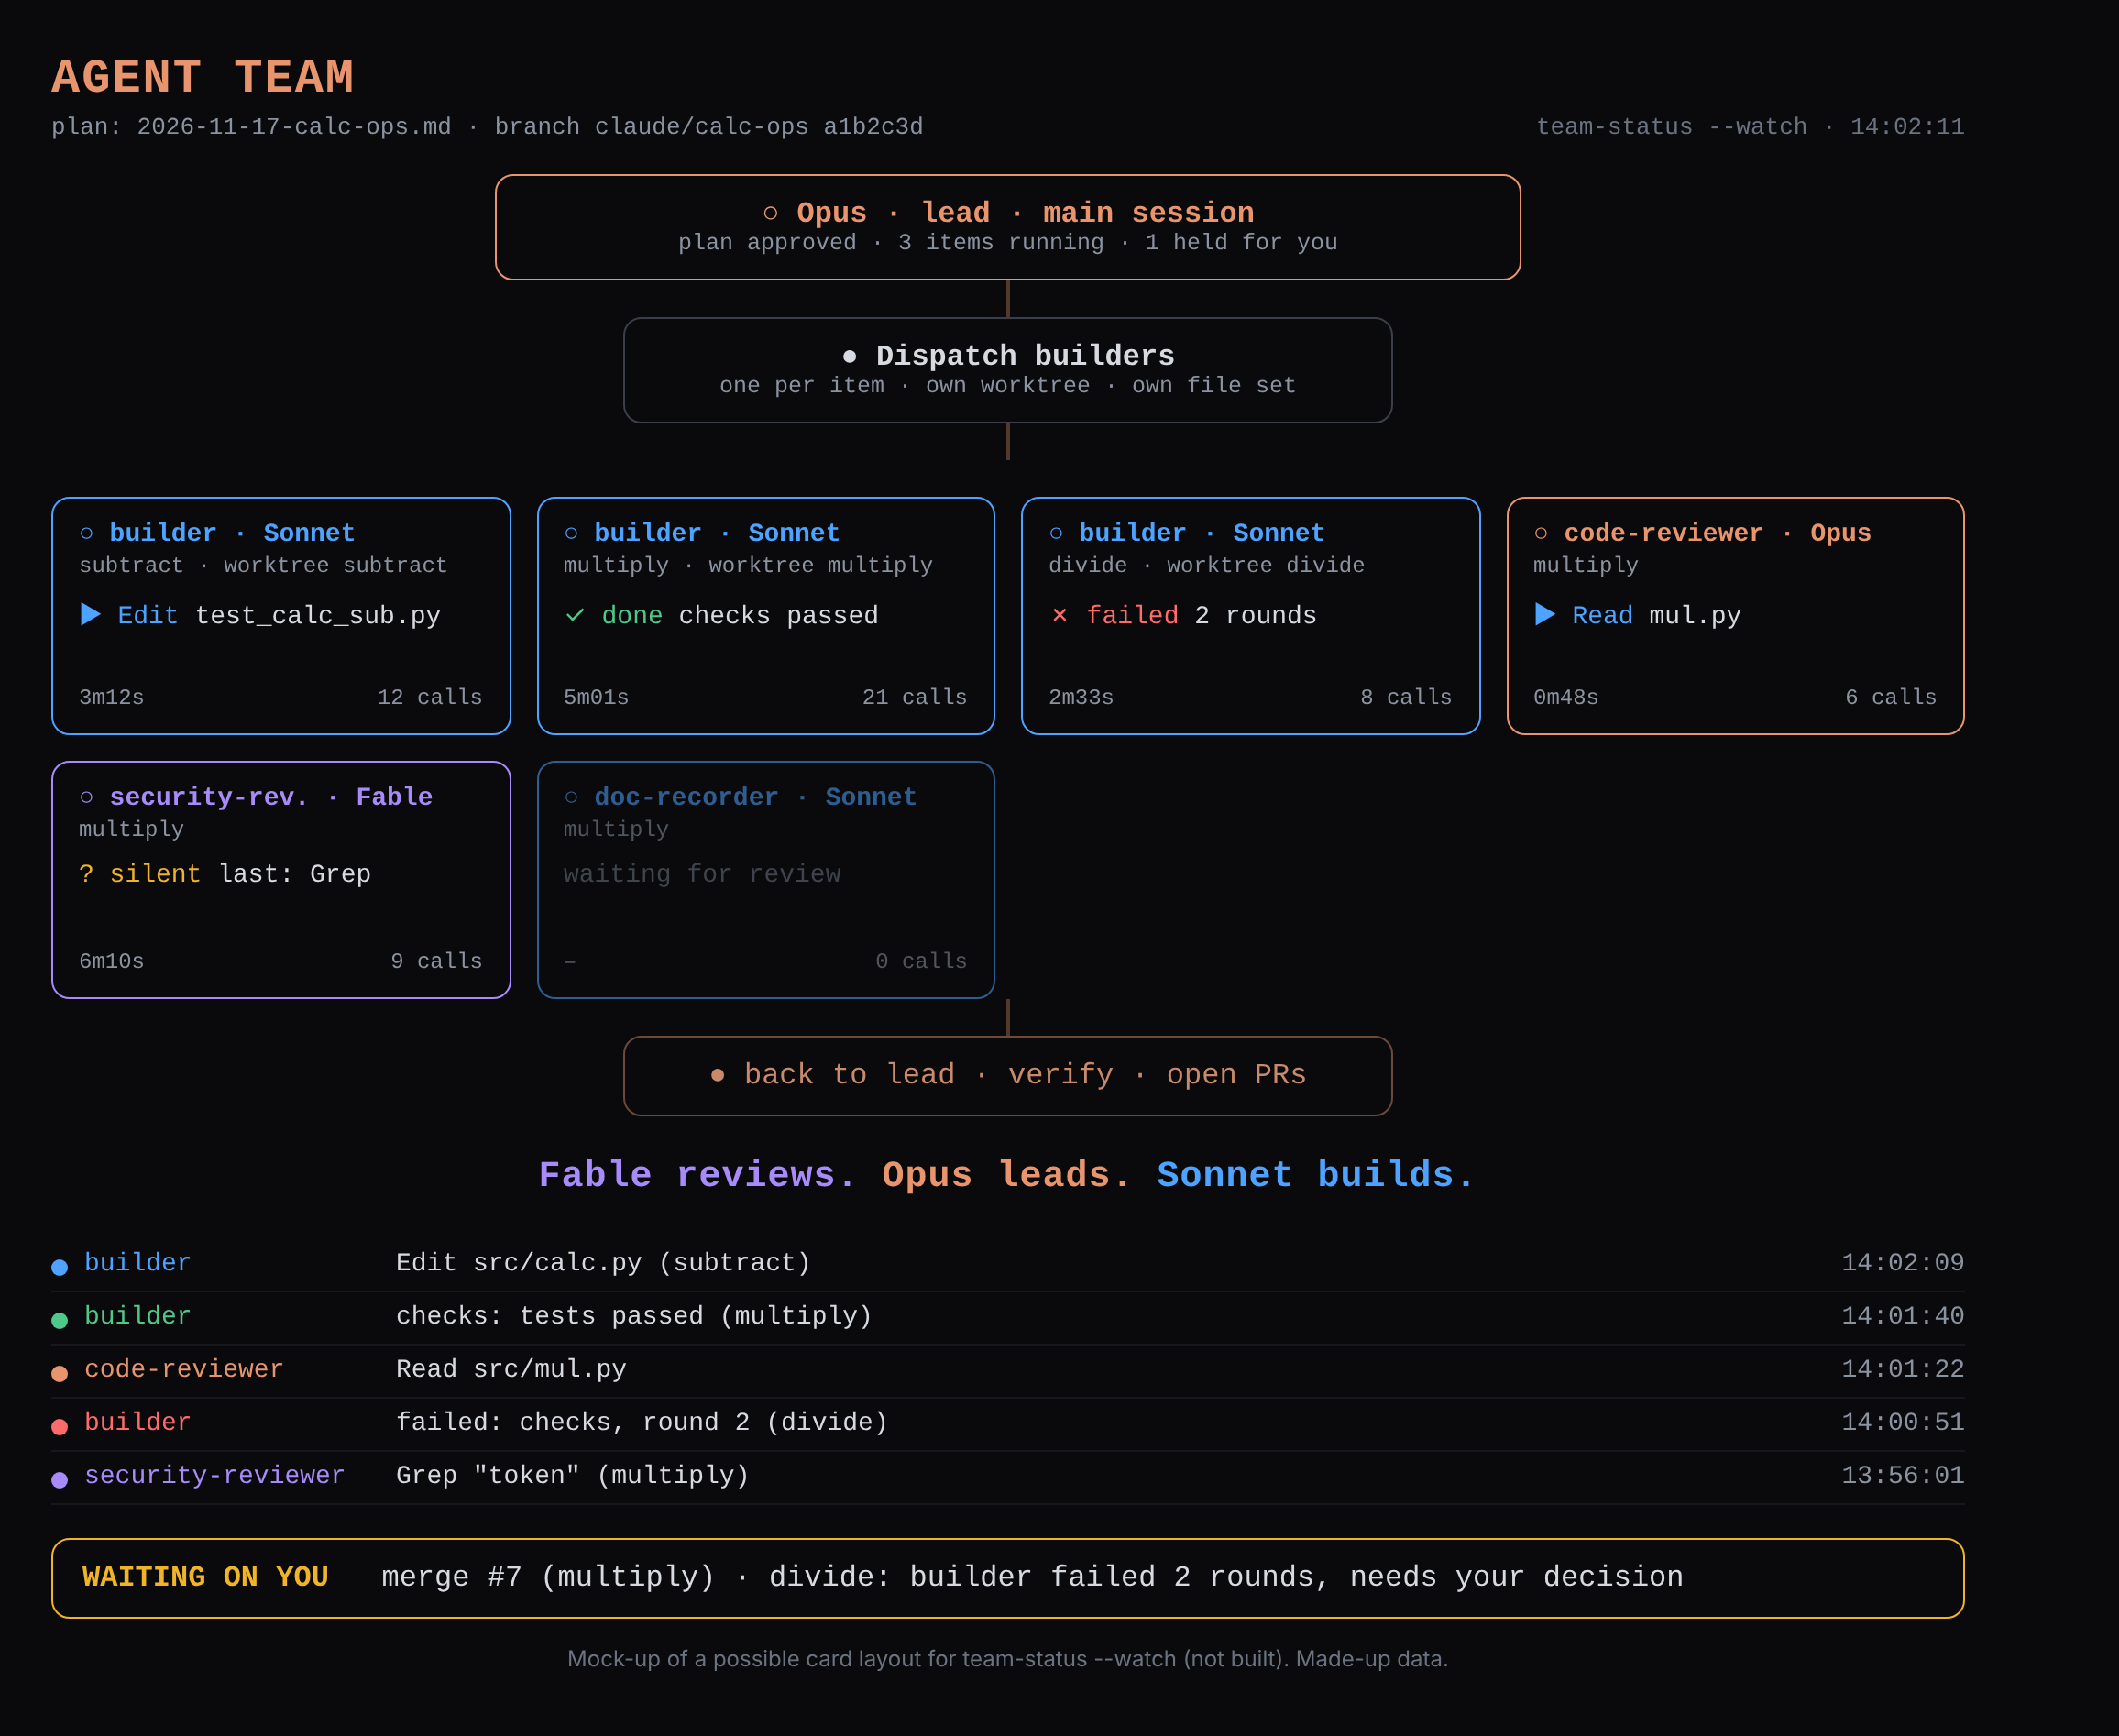 AGENT TEAM
plan: 2026-11-17-calc-ops.md · branch claude/calc-ops a1b2c3d
team-status --watch · 14:02:11
○ Opus · lead · main session
plan approved · 3 items running · 1 held for you
● Dispatch builders
one per item · own worktree · own file set
○ builder · Sonnet
subtract · worktree subtract
▶ Edit test_calc_sub.py
3m12s 12 calls
○ builder · Sonnet
multiply · worktree multiply
✓ done checks passed
5m01s 21 calls
○ builder · Sonnet
divide · worktree divide
✕ failed 2 rounds
2m33s 8 calls
○ code-reviewer · Opus
multiply
▶ Read mul.py
0m48s 6 calls
○ security-rev. · Fable
multiply
? silent last: Grep
6m10s 9 calls
○ doc-recorder · Sonnet
multiply
waiting for review
– 0 calls
● back to lead · verify · open PRs
Fable reviews. Opus leads. Sonnet builds.
● builder Edit src/calc.py (subtract) 14:02:09
● builder checks: tests passed (multiply) 14:01:40
● code-reviewer Read src/mul.py 14:01:22
● builder failed: checks, round 2 (divide) 14:00:51
● security-reviewer Grep "token" (multiply) 13:56:01
WAITING ON YOU merge #7 (multiply) · divide: builder failed 2 rounds, needs your decision
Mock-up of a possible card layout for team-status --watch (not built). Made-up data.